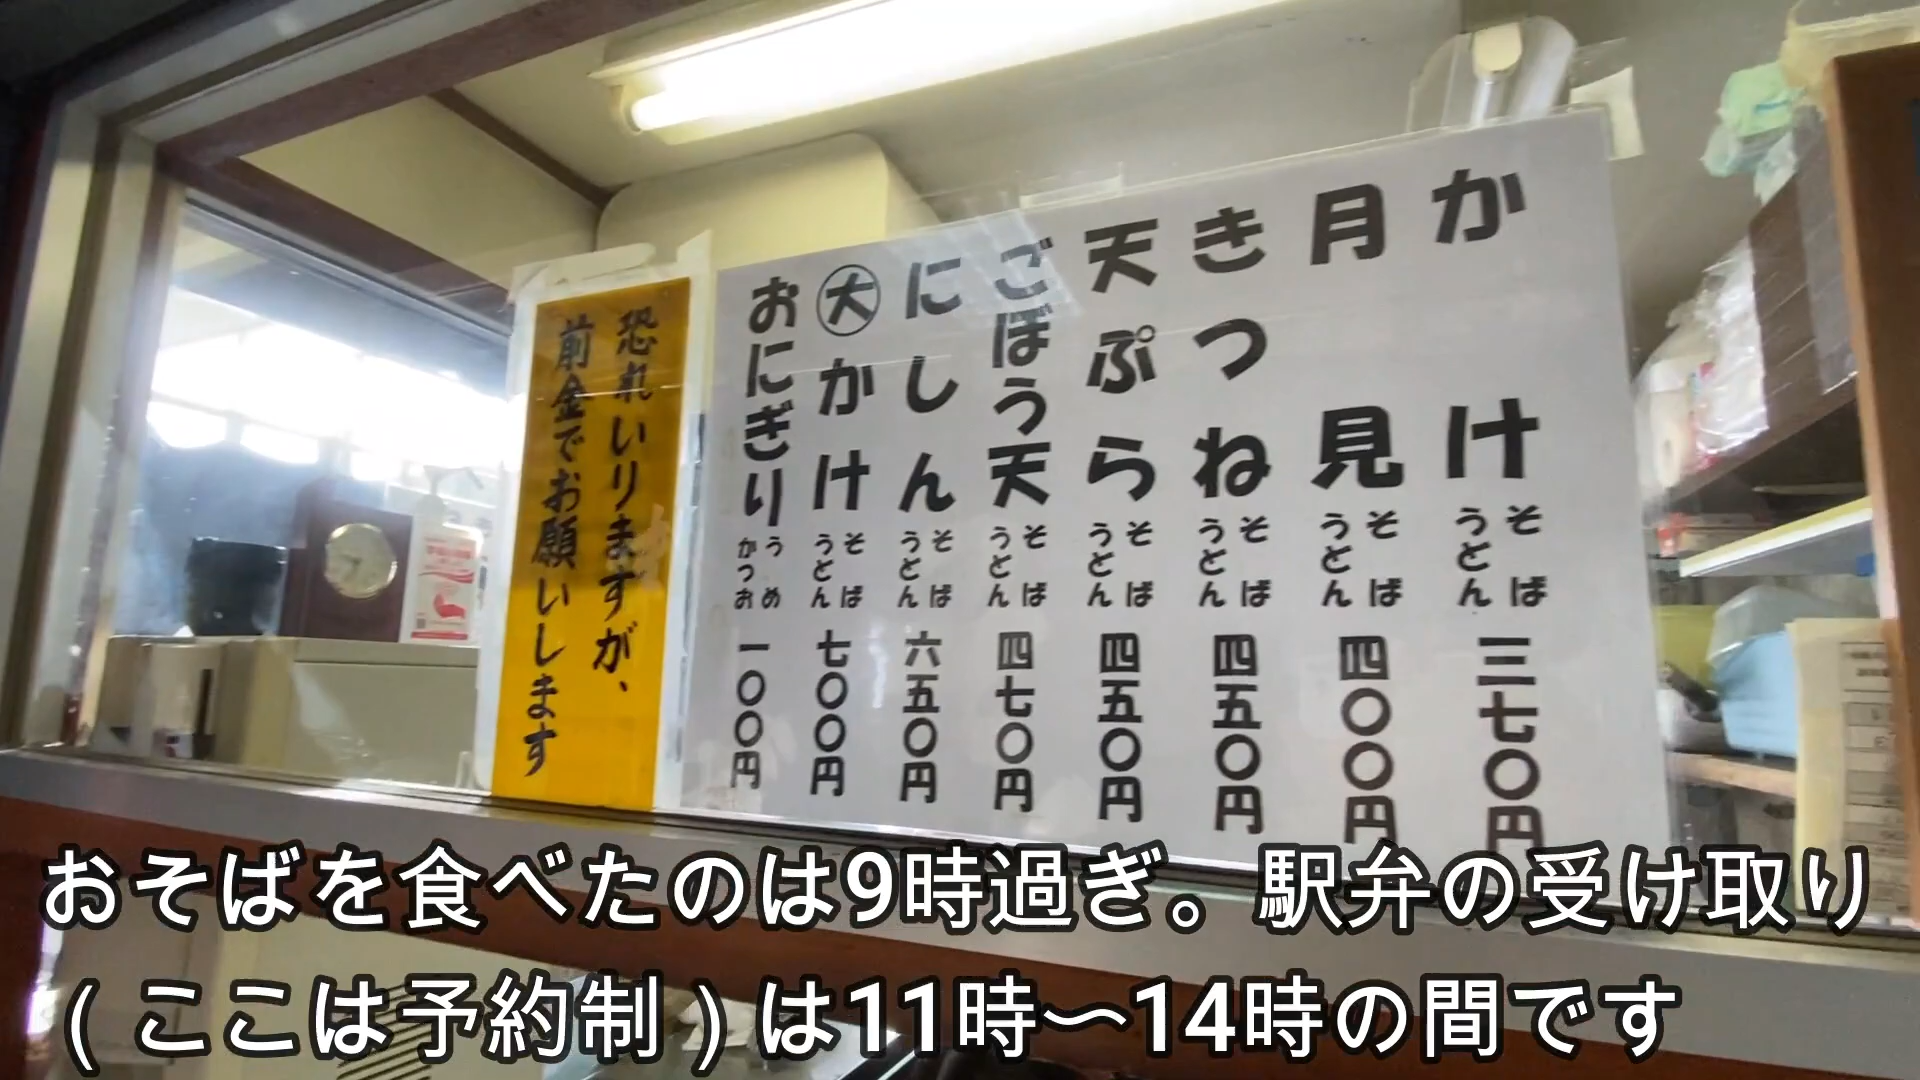 かけ そば うどん 三七〇円
月見 そば うどん 四〇〇円
きつね そば うどん 四五〇円
天ぷら そば うどん 四五〇円
ごぼう天 そば うどん 四七〇円
にしん そば うどん 六五〇円
大かけ そば うどん 七〇〇円
おにぎり うめ かつお 一〇〇円
恐れいりますが、
前金でお願いします
おそばを食べたのは9時過ぎ。駅弁の受け取り
(ここは予約制)は11時〜14時の間です